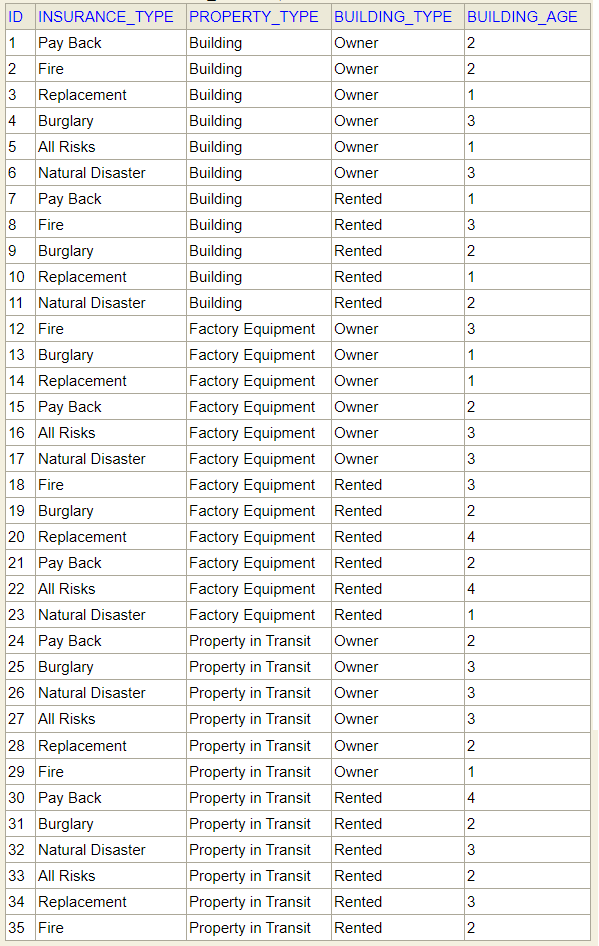 ID INSURANCE_TYPE PROPERTY_TYPE BUILDING_TYPE BUILDING_AGE
1 Pay Back Building Owner 2
2 Fire Building Owner 2
3 Replacement Building Owner 1
4 Burglary Building Owner 3
5 All Risks Building Owner 1
6 Natural Disaster Building Owner 3
7 Pay Back Building Rented 1
8 Fire Building Rented 3
9 Burglary Building Rented 2
10 Replacement Building Rented 1
11 Natural Disaster Building Rented 2
12 Fire Factory Equipment Owner 3
13 Burglary Factory Equipment Owner 1
14 Replacement Factory Equipment Owner 1
15 Pay Back Factory Equipment Owner 2
16 All Risks Factory Equipment Owner 3
17 Natural Disaster Factory Equipment Owner 3
18 Fire Factory Equipment Rented 3
19 Burglary Factory Equipment Rented 2
20 Replacement Factory Equipment Rented 4
21 Pay Back Factory Equipment Rented 2
22 All Risks Factory Equipment Rented 4
23 Natural Disaster Factory Equipment Rented 1
24 Pay Back Property in Transit Owner 2
25 Burglary Property in Transit Owner 3
26 Natural Disaster Property in Transit Owner 3
27 All Risks Property in Transit Owner 3
28 Replacement Property in Transit Owner 2
29 Fire Property in Transit Owner 1
30 Pay Back Property in Transit Rented 4
31 Burglary Property in Transit Rented 2
32 Natural Disaster Property in Transit Rented 3
33 All Risks Property in Transit Rented 2
34 Replacement Property in Transit Rented 3
35 Fire Property in Transit Rented 2